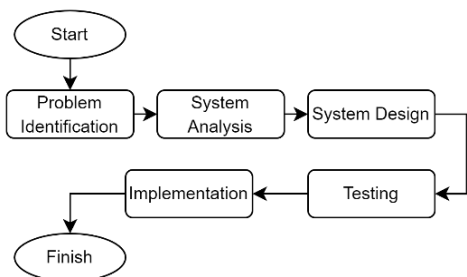 Start
Problem
Identification
System
Analysis
System Design
Testing
Implementation
Finish